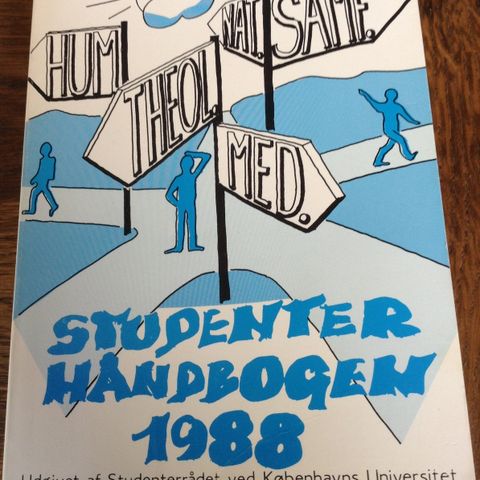 HUM
NAT.
SAMF.
THEOL.
MED.
STUDENTER
HÅNDBOGEN
1988
Udgivet af Studenterrådet ved Københavns Universitet